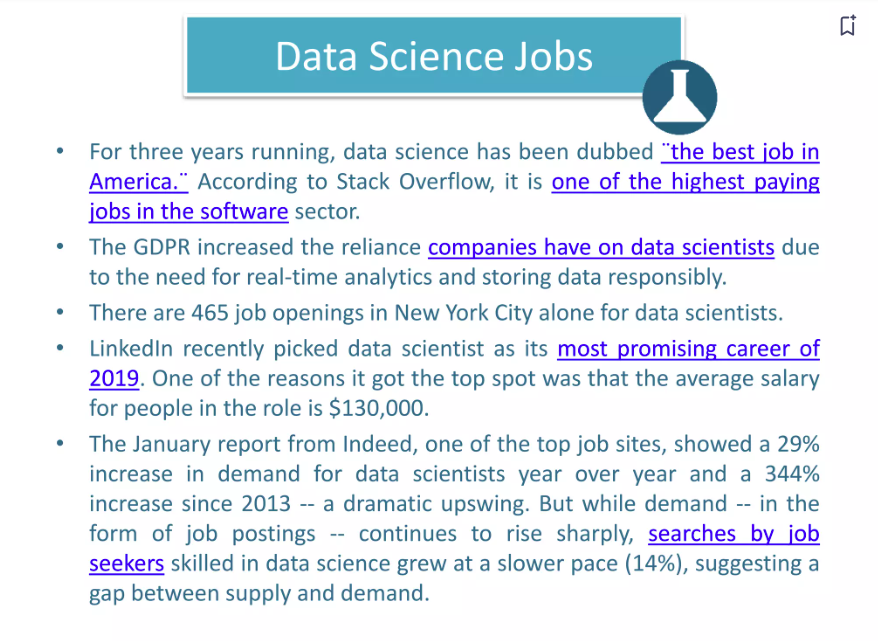 Data Science Jobs
• For three years running, data science has been dubbed ¨the best job in
America.¨ According to Stack Overflow, it is one of the highest paying
jobs in the software sector.
• The GDPR increased the reliance companies have on data scientists due
to the need for real-time analytics and storing data responsibly.
• There are 465 job openings in New York City alone for data scientists.
• LinkedIn recently picked data scientist as its most promising career of
2019. One of the reasons it got the top spot was that the average salary
for people in the role is $130,000.
• The January report from Indeed, one of the top job sites, showed a 29%
increase in demand for data scientists year over year and a 344%
increase since 2013 -- a dramatic upswing. But while demand -- in the
form of job postings -- continues to rise sharply, searches by job
seekers skilled in data science grew at a slower pace (14%), suggesting a
gap between supply and demand.